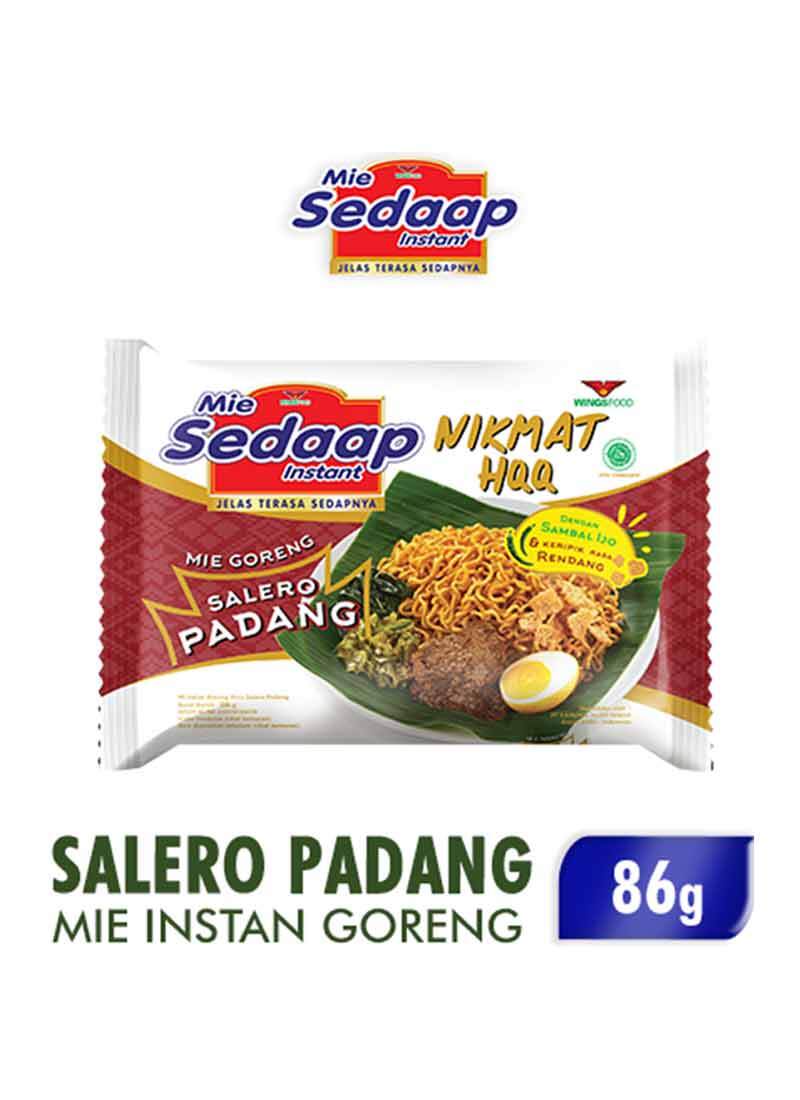 Mie
Sedaap
Instant
JELAS TERASA SEDAPNYA
Mie
Sedaap
Instant
JELAS TERASA SEDAPNYA
NIKMAT
HQQ
WINGSFOOD
MIE GORENG
SALERO
PADANG
DENGAN
SAMBAL IJO
& KERIPIK RASA
RENDANG
SALERO PADANG
MIE INSTAN GORENG
86g